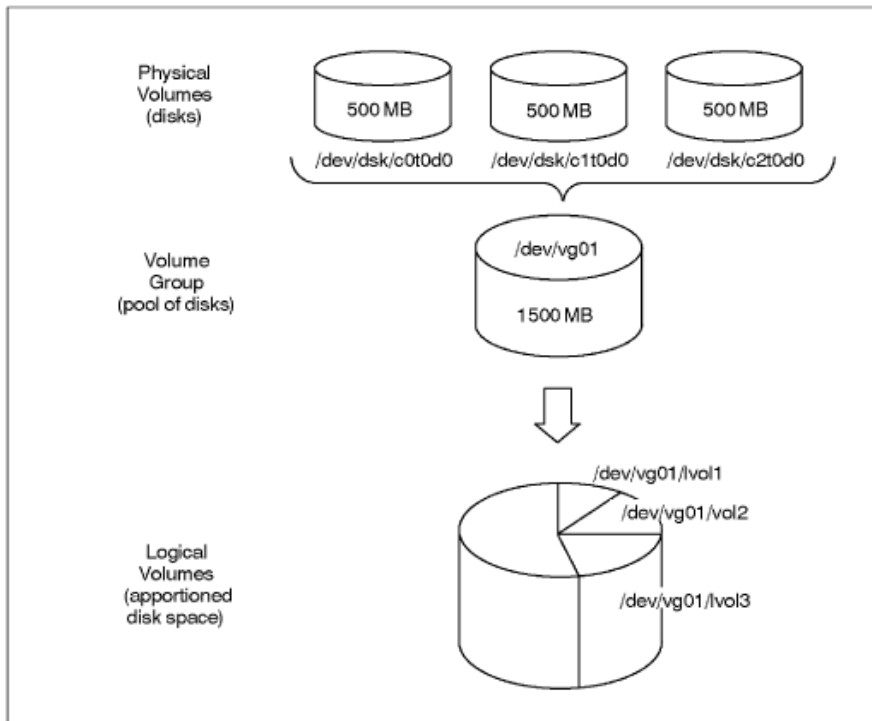 Physical
Volumes
(disks)
500 MB
500 MB
500 MB
/dev/dsk/c0t0d0
/dev/dsk/c1t0d0
/dev/dsk/c2t0d0
Volume
Group
(pool of disks)
/dev/vg01
1500 MB
Logical
Volumes
(apportioned
disk space)
/dev/vg01/lvol1
/dev/vg01/vol2
/dev/vg01/lvol3